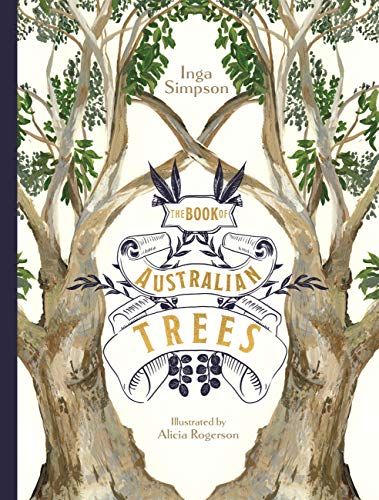 Inga
Simpson
THE BOOK OF
AUSTRALIAN
TREES
Illustrated by
Alicia Rogerson